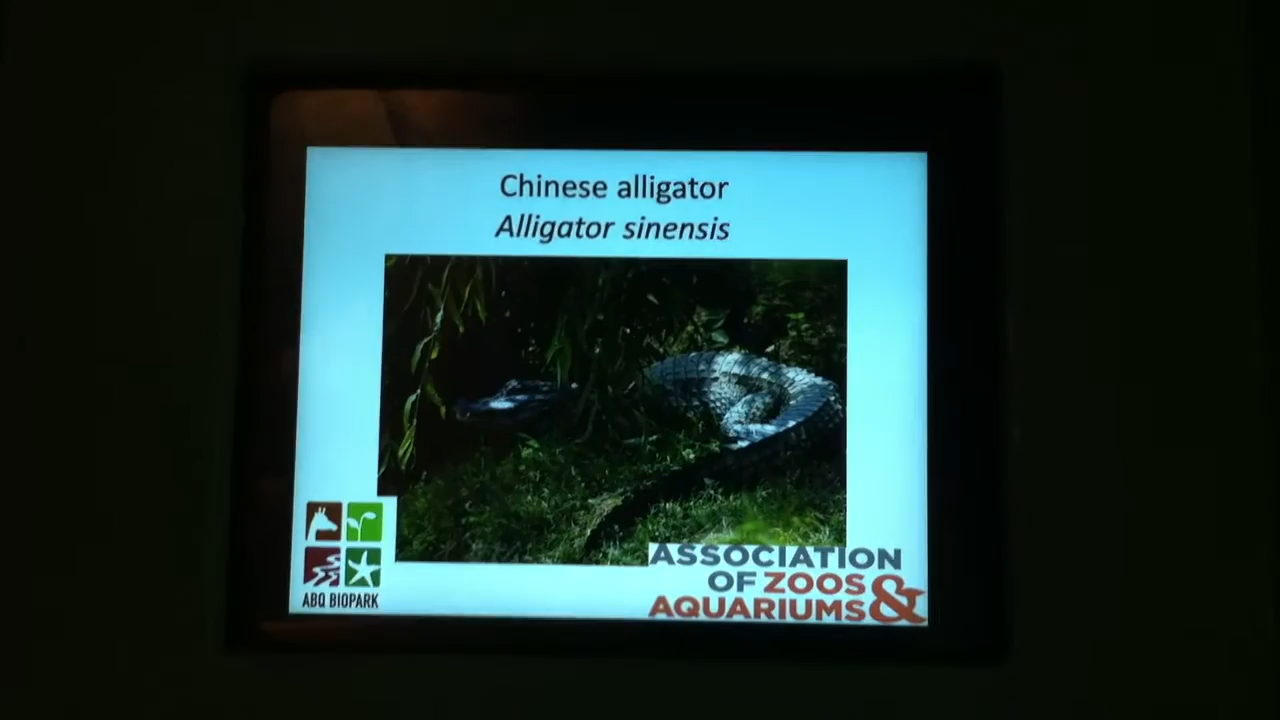 Chinese alligator
Alligator sinensis
ABQ BIOPARK
ASSOCIATION
OF ZOOS &
AQUARIUMS